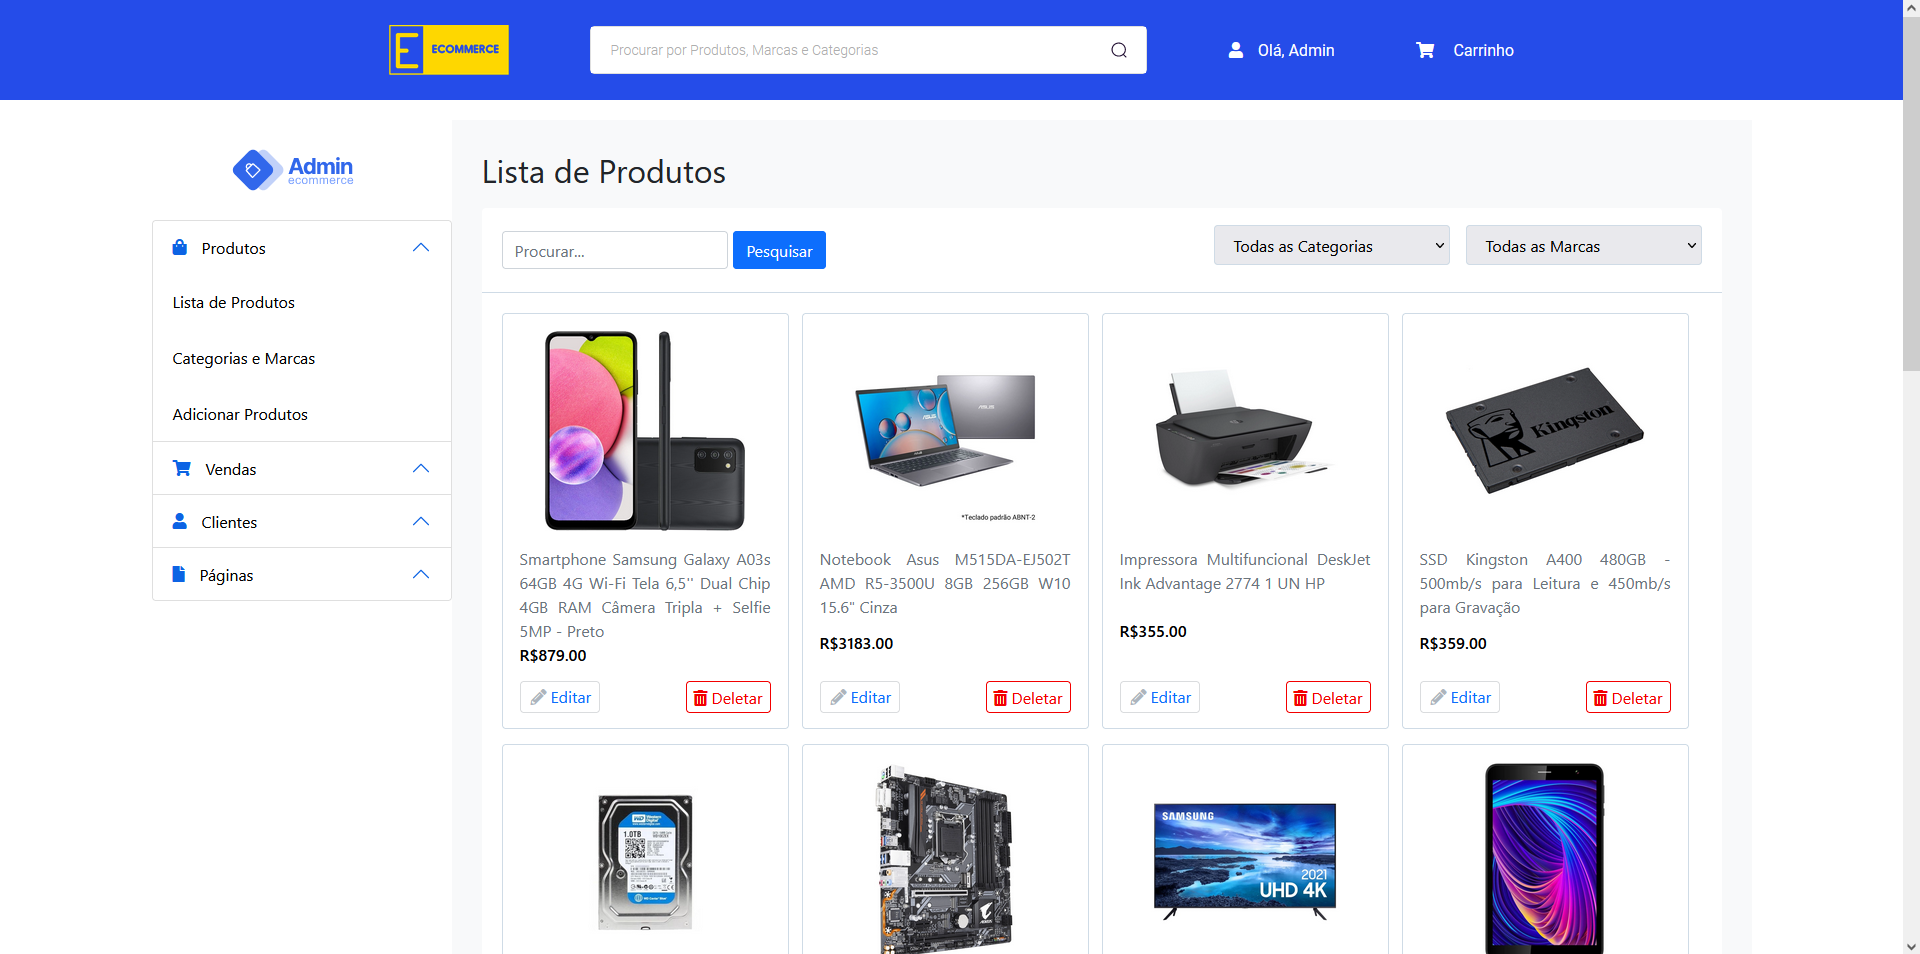 E ECOMMERCE
Procurar por Produtos, Marcas e Categorias
Olá, Admin
Carrinho
Admin
ecommerce
Produtos
Lista de Produtos
Categorias e Marcas
Adicionar Produtos
Vendas
Clientes
Páginas
Lista de Produtos
Procurar...
Pesquisar
Todas as Categorias
Todas as Marcas
ASUS
ASUS
*Teclado padrão ABNT-2
Kingston
Smartphone Samsung Galaxy A03s
64GB 4G Wi-Fi Tela 6,5'' Dual Chip
4GB RAM Câmera Tripla + Selfie
5MP - Preto
R$879.00
Editar
Deletar
Notebook Asus M515DA-EJ502T
AMD R5-3500U 8GB 256GB W10
15.6" Cinza
R$3183.00
Editar
Deletar
Impressora Multifuncional DeskJet
Ink Advantage 2774 1 UN HP
R$355.00
Editar
Deletar
SSD Kingston A400 480GB -
500mb/s para Leitura e 450mb/s
para Gravação
R$359.00
Editar
Deletar
WD
1.0TB
SAMSUNG
2021
UHD 4K